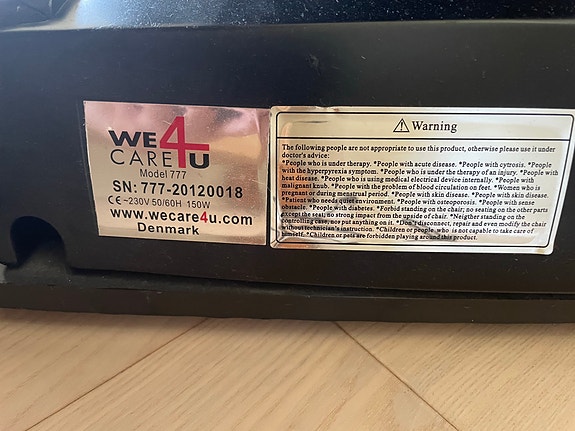 WE
CARE4U
Model 777
SN: 777-20120018
CE ~230V 50/60H 150W
www.wecare4u.com
Denmark
Warning
The following people are not appropriate to use this product, otherwise please use it under
doctor's advice:
*People who is under therapy. *People with acute disease. *People with cytrosis. *People
with the hyperpyrexia symptom. *People who is under the therapy of an injury. *People with
heart disease. *People who is using medical electrical device internally. *People with
malignant knub. *People with the problem of blood circulation on feet. *Women who is
pregnant or during menstrual period. *People with skin disease. *People with skin disease.
*Patient who needs quiet environment. *People with osteoporosis. *People with sense
obstacle. *People with diabetes. *Forbid standing on the chair; no seating on the other parts
except the seat; no strong impact from the upside of chair. *Neigther standing on the
controlling case, nor put anything on it. *Don't disconnect, repair and even modify the chair
without technician's instruction. *Children or people who is not capable to take care of
himself. *Children or pets are forbidden playing around this product.